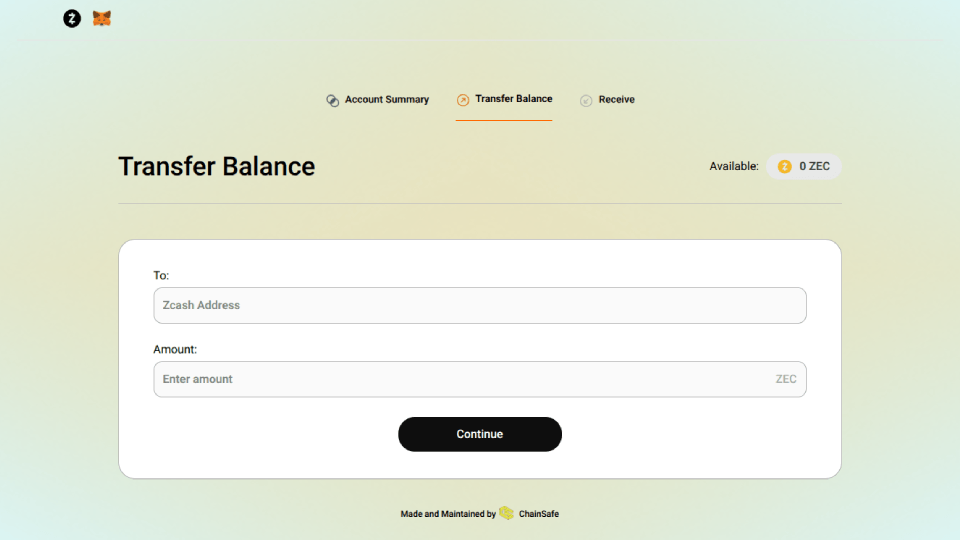 Account Summary
Transfer Balance
Receive
Transfer Balance
Available: 0 ZEC
To:
Zcash Address
Amount:
Enter amount ZEC
Continue
Made and Maintained by ChainSafe